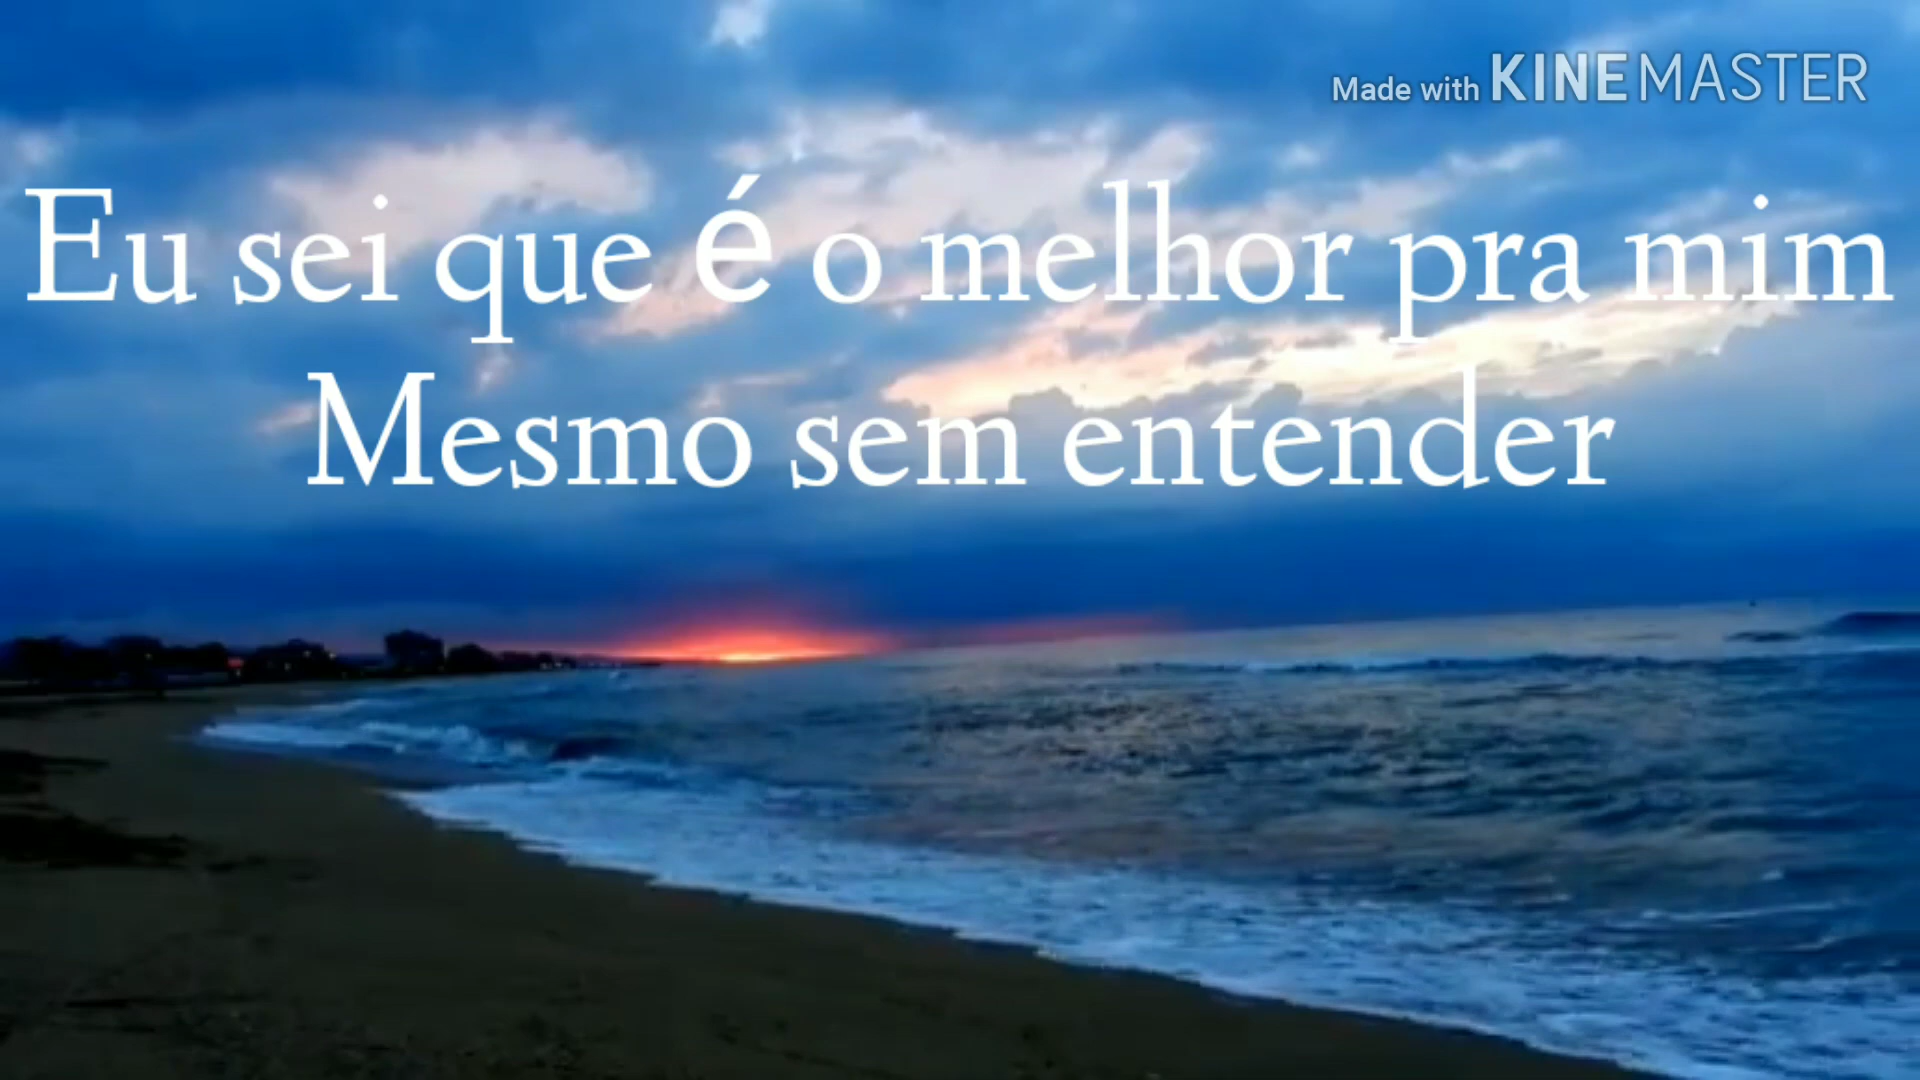 Made with KINEMASTER
Eu sei que é o melhor pra mim
Mesmo sem entender